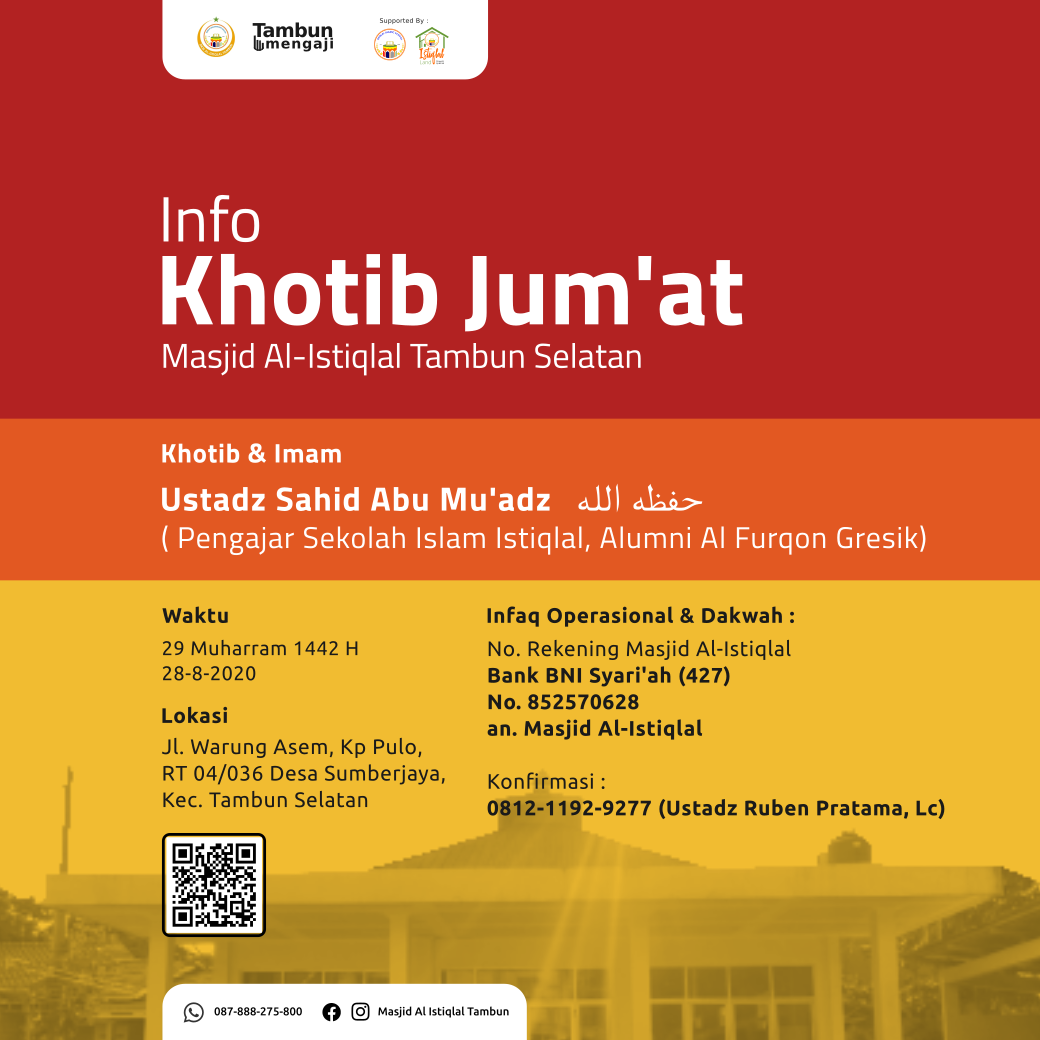 Tambun
mengaji
Supported By :
Istiqlal
Info
Khotib Jum'at
Masjid Al-Istiqlal Tambun Selatan
Khotib & Imam
Ustadz Sahid Abu Mu'adz حفظه الله
( Pengajar Sekolah Islam Istiqlal, Alumni Al Furqon Gresik)
Waktu
29 Muharram 1442 H
28-8-2020
Lokasi
Jl. Warung Asem, Kp Pulo,
RT 04/036 Desa Sumberjaya,
Kec. Tambun Selatan
Infaq Operasional & Dakwah :
No. Rekening Masjid Al-Istiqlal
Bank BNI Syari'ah (427)
No. 852570628
an. Masjid Al-Istiqlal
Konfirmasi :
0812-1192-9277 (Ustadz Ruben Pratama, Lc)
087-888-275-800
Masjid Al Istiqlal Tambun